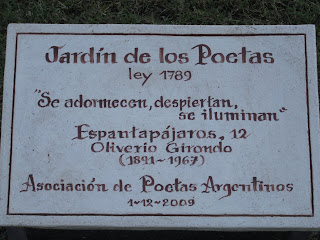 Jardín de los Poetas
ley 1789
"Se adormecen, despiertan,
se iluminan"
Espantapájaros, 12
Oliverio Girondo
(1891-1967)
Asociación de Poetas Argentinos
1-12-2009